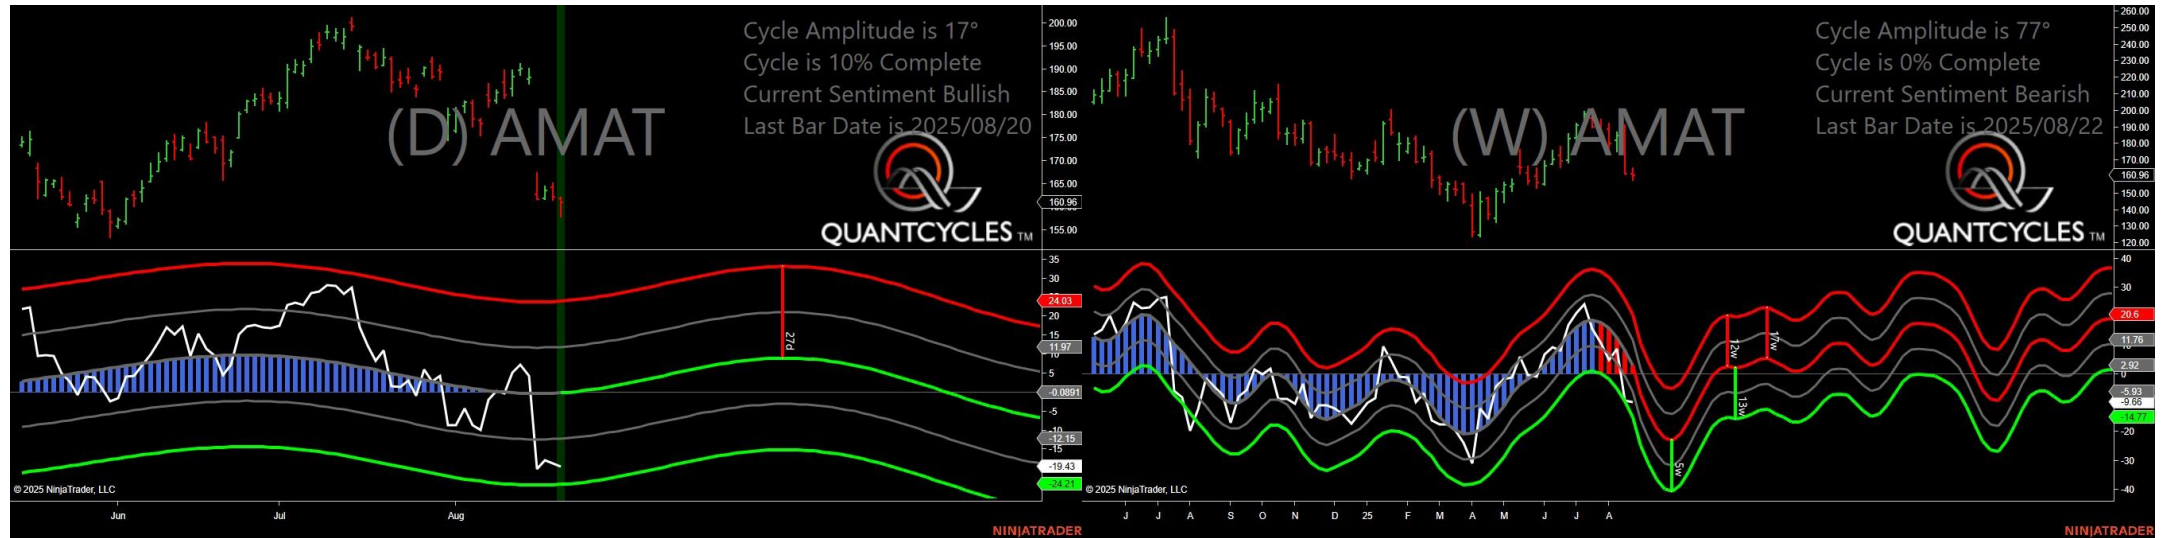 Cycle Amplitude is 17°
Cycle is 10% Complete
Current Sentiment Bullish
Last Bar Date is 2025/08/20
(D) AMAT
QUANTCYCLES TM
200.00
195.00
190.00
185.00
180.00
175.00
170.00
165.00
160.96
155.00
35
30
24.03
20
15
11.97
5
-0.0891
-5
-10
-12.15
-15
-19.43
-24.21
27d
© 2025 NinjaTrader, LLC
Jun
Jul
Aug
NINJATRADER
Cycle Amplitude is 77°
Cycle is 0% Complete
Current Sentiment Bearish
Last Bar Date is 2025/08/22
(W) AMAT
QUANTCYCLES TM
260.00
250.00
240.00
230.00
220.00
210.00
200.00
190.00
180.00
170.00
160.96
150.00
140.00
130.00
120.00
40
30
20.6
11.76
2.92
0
-5.93
-9.66
-14.77
-20
-30
-40
12w
17w
13w
5w
© 2025 NinjaTrader, LLC
J
J
A
S
O
N
D
25
F
M
A
M
J
J
A
NINJATRADER